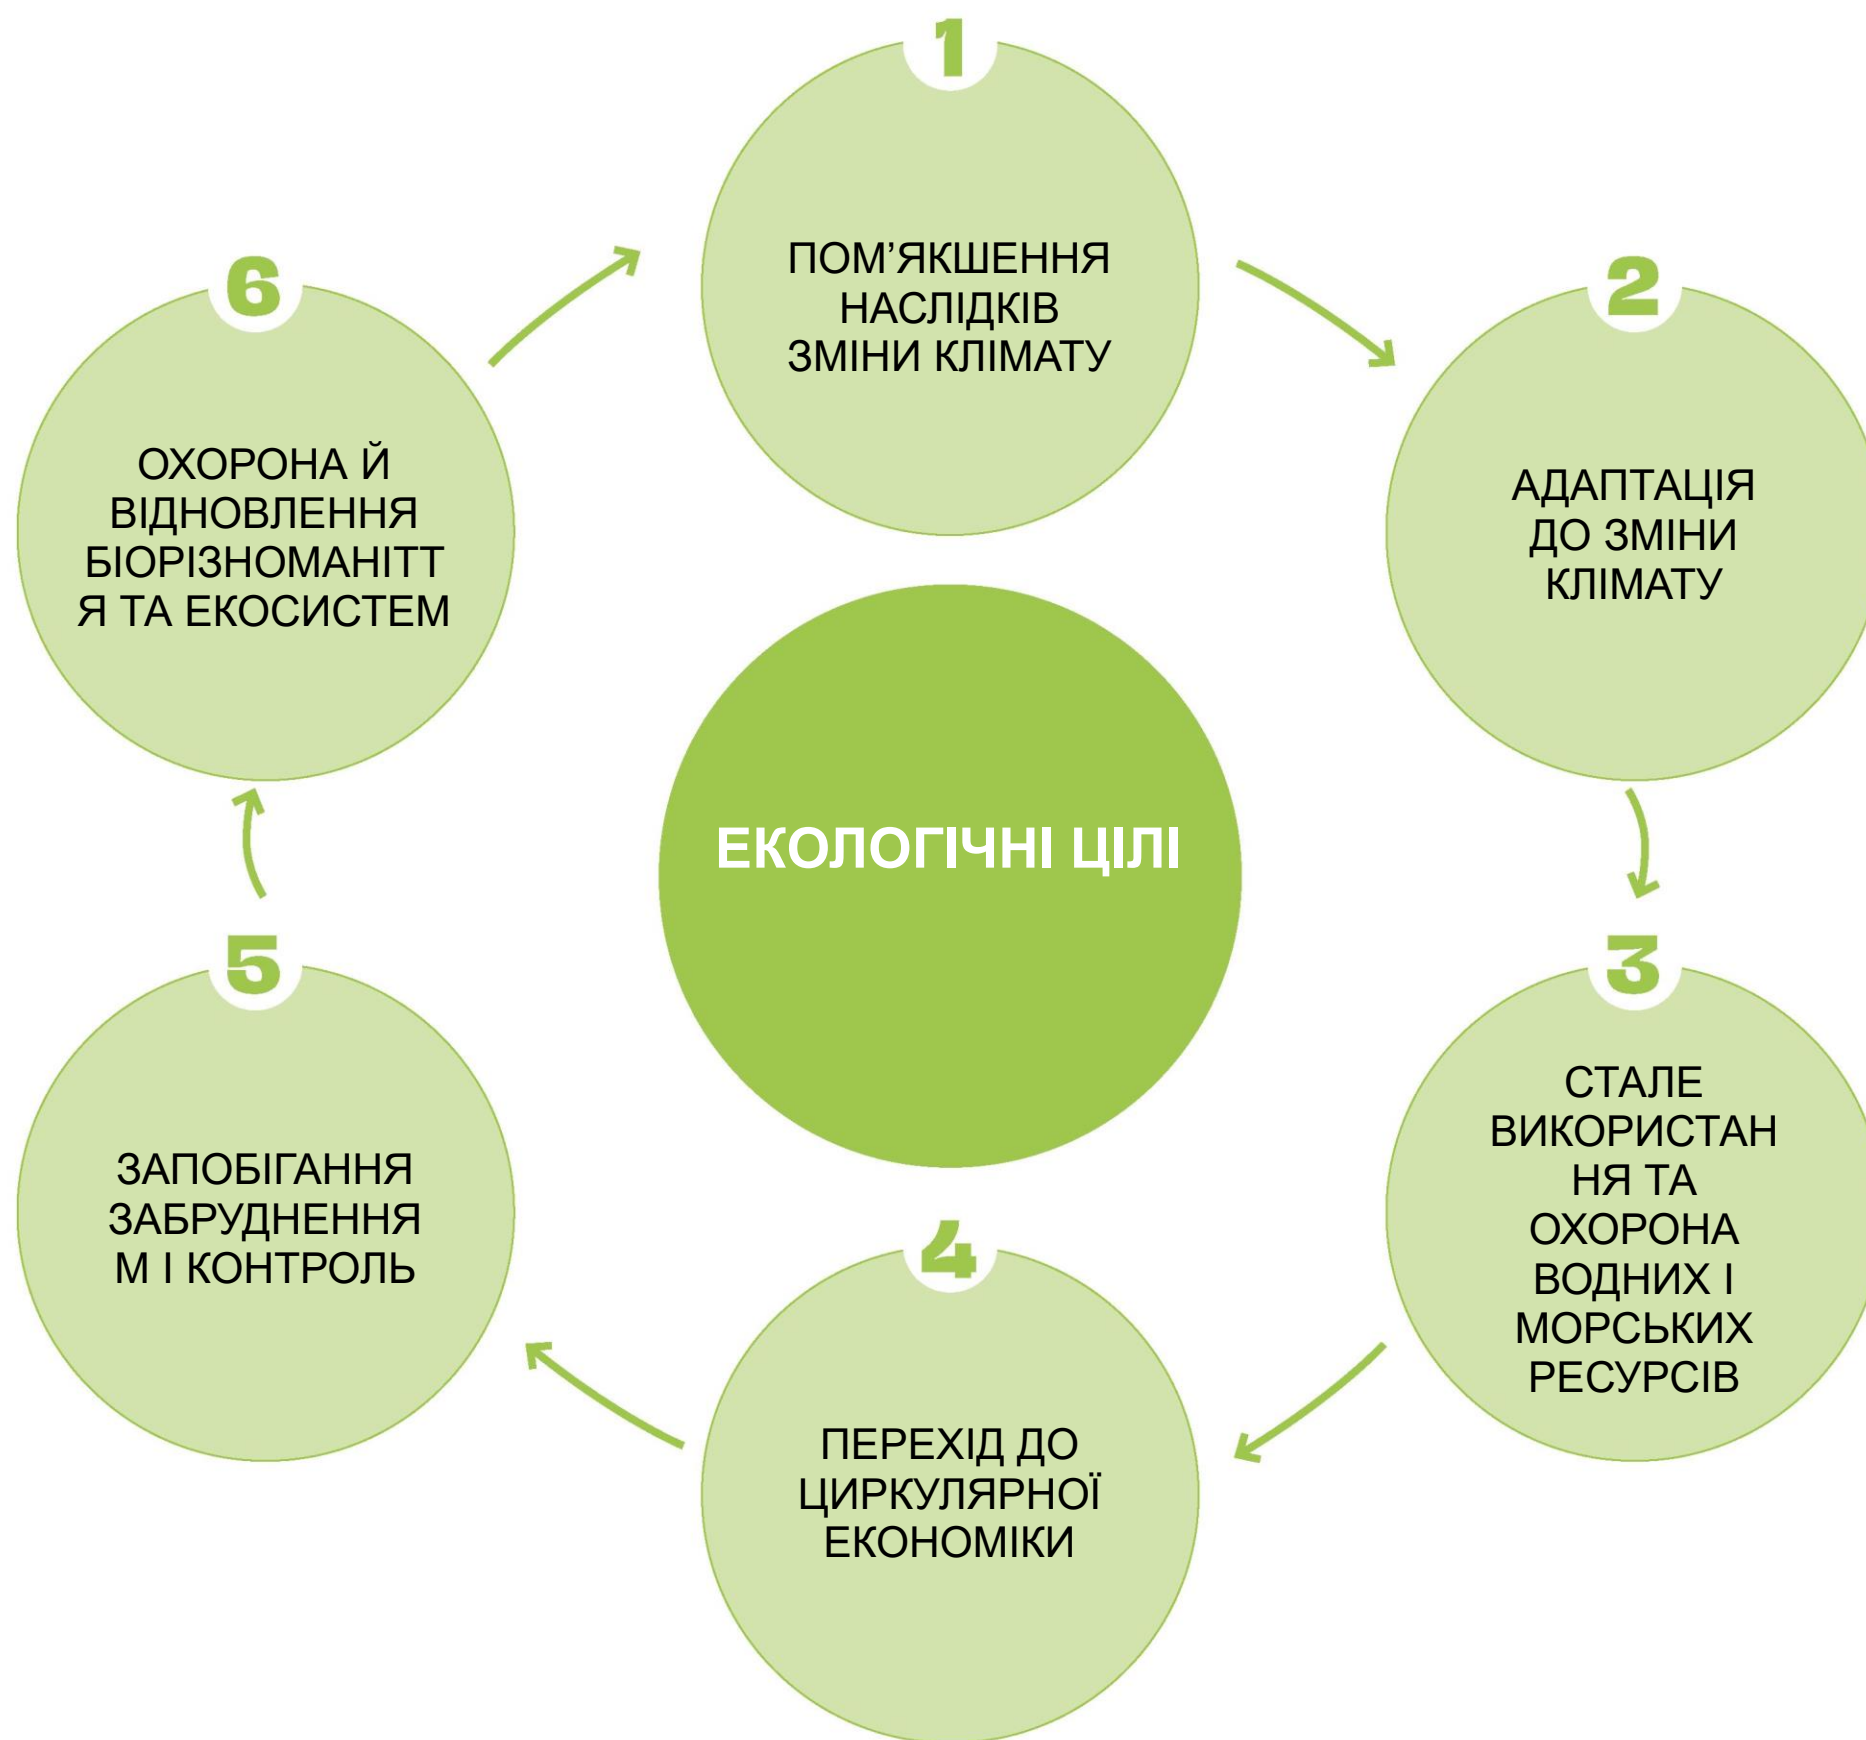 1
ПОМ’ЯКШЕННЯ
НАСЛІДКІВ
ЗМІНИ КЛІМАТУ
2
АДАПТАЦІЯ
ДО ЗМІНИ
КЛІМАТУ
3
СТАЛЕ
ВИКОРИСТАН
НЯ ТА
ОХОРОНА
ВОДНИХ І
МОРСЬКИХ
РЕСУРСІВ
4
ПЕРЕХІД ДО
ЦИРКУЛЯРНОЇ
ЕКОНОМІКИ
5
ЗАПОБІГАННЯ
ЗАБРУДНЕННЯ
М І КОНТРОЛЬ
6
ОХОРОНА Й
ВІДНОВЛЕННЯ
БІОРІЗНОМАНІТТ
Я ТА ЕКОСИСТЕМ
ЕКОЛОГІЧНІ ЦІЛІ